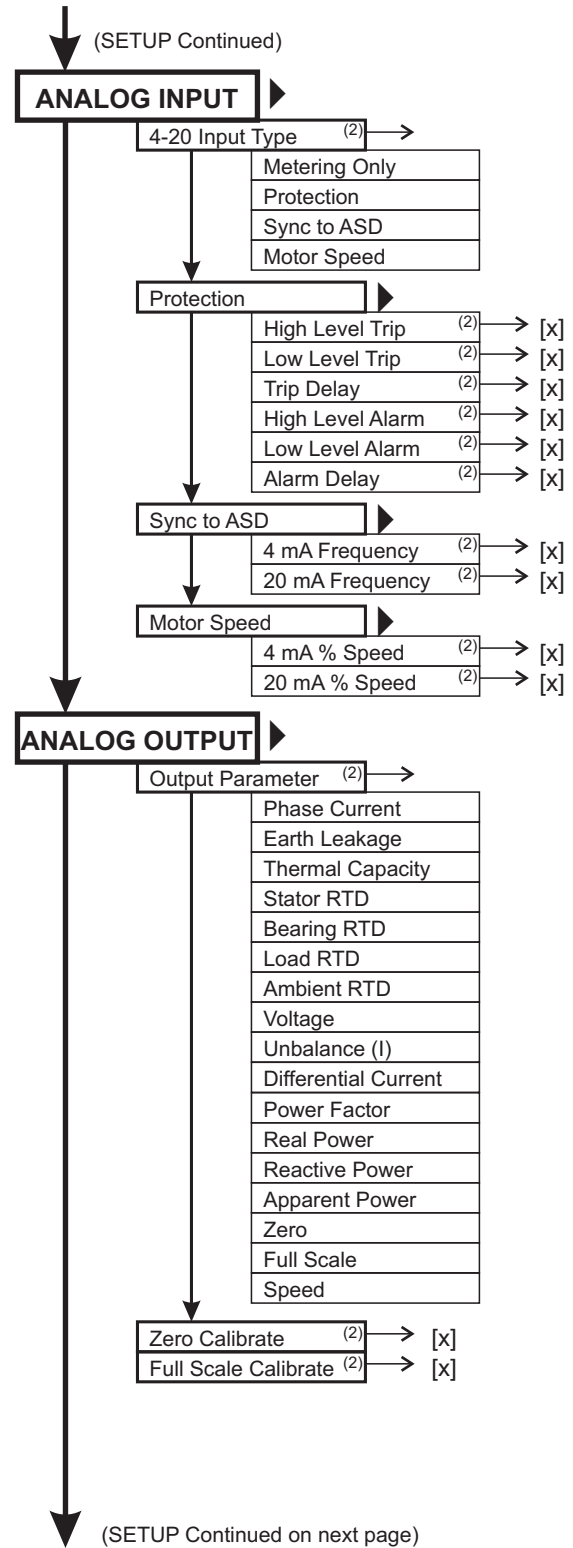 (SETUP Continued)
ANALOG INPUT
4-20 Input Type (2)
Metering Only
Protection
Sync to ASD
Motor Speed
Protection
High Level Trip (2) [x]
Low Level Trip (2) [x]
Trip Delay (2) [x]
High Level Alarm (2) [x]
Low Level Alarm (2) [x]
Alarm Delay (2) [x]
Sync to ASD
4 mA Frequency (2) [x]
20 mA Frequency (2) [x]
Motor Speed
4 mA % Speed (2) [x]
20 mA % Speed (2) [x]
ANALOG OUTPUT
Output Parameter (2)
Phase Current
Earth Leakage
Thermal Capacity
Stator RTD
Bearing RTD
Load RTD
Ambient RTD
Voltage
Unbalance (I)
Differential Current
Power Factor
Real Power
Reactive Power
Apparent Power
Zero
Full Scale
Speed
Zero Calibrate (2) [x]
Full Scale Calibrate (2) [x]
(SETUP Continued on next page)